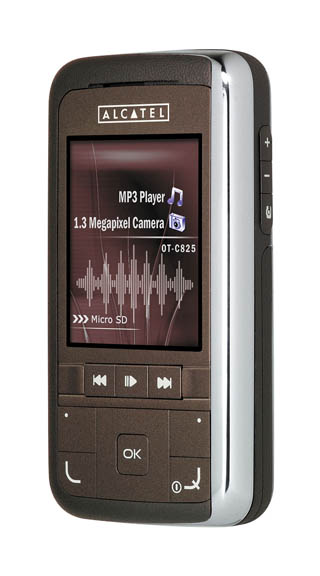 ALCATEL
MP3 Player
1.3 Megapixel Camera
OT-C825
>>> Micro SD
OK
+
-